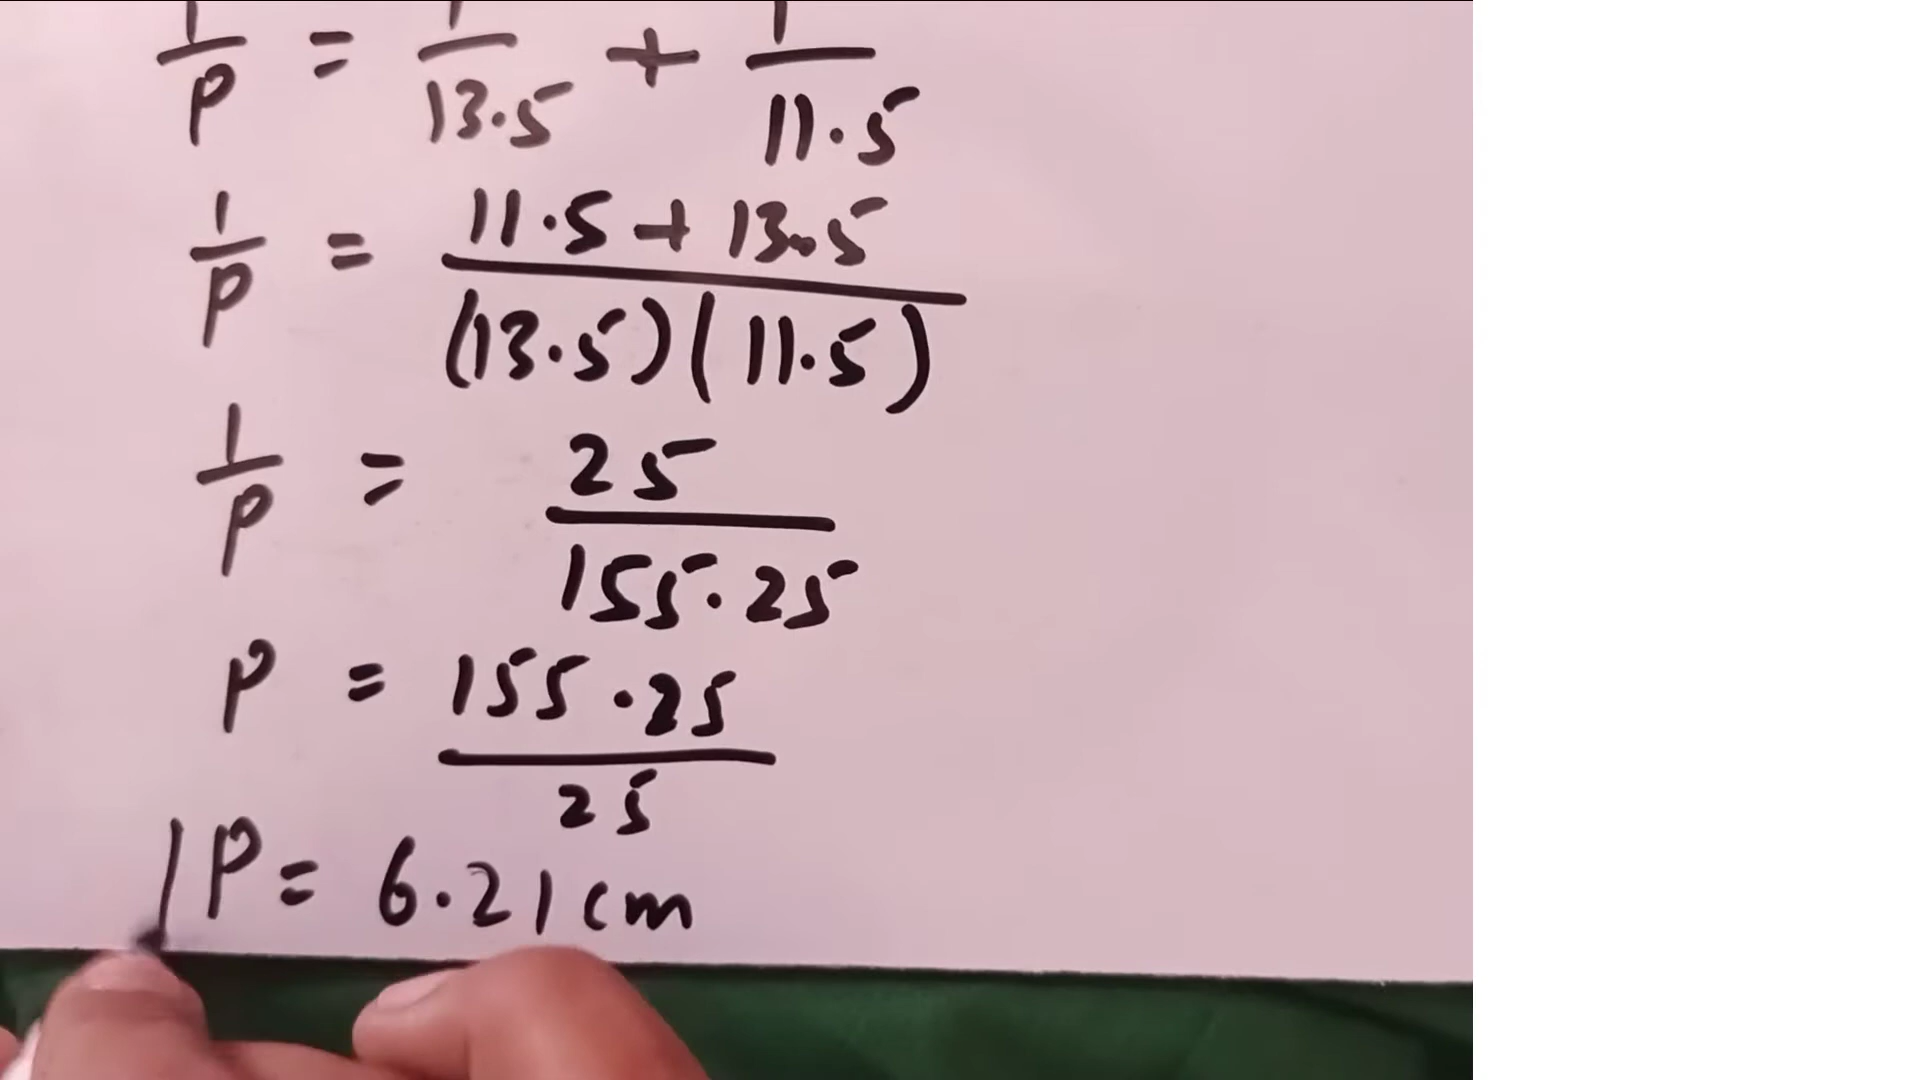 1/P = 1/13.5 + 1/11.5
1/P = 11.5 + 13.5/(13.5)(11.5)
1/P = 25/155.25
P = 155.25/25
P = 6.21 cm